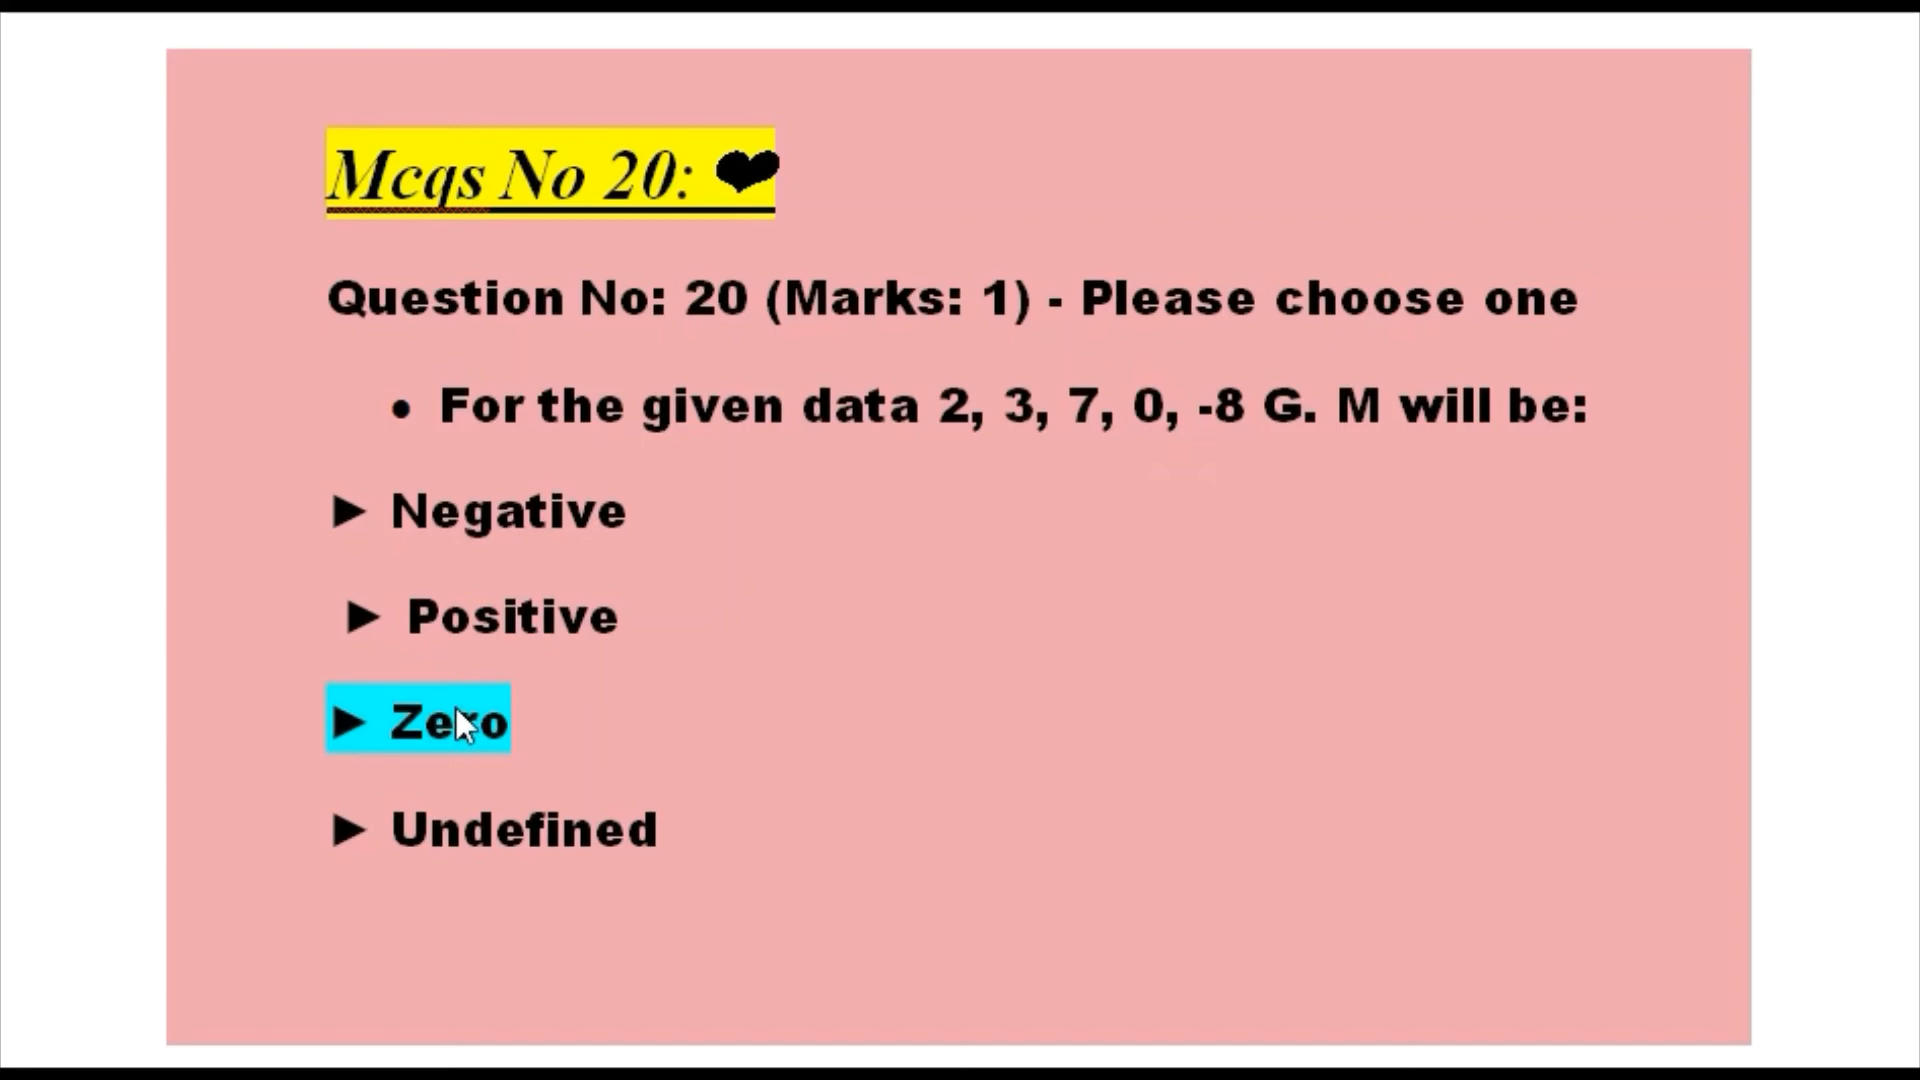 Mcqs No 20: ❤
Question No: 20 (Marks: 1) - Please choose one
• For the given data 2, 3, 7, 0, -8 G. M will be:
► Negative
► Positive
► Zero
► Undefined